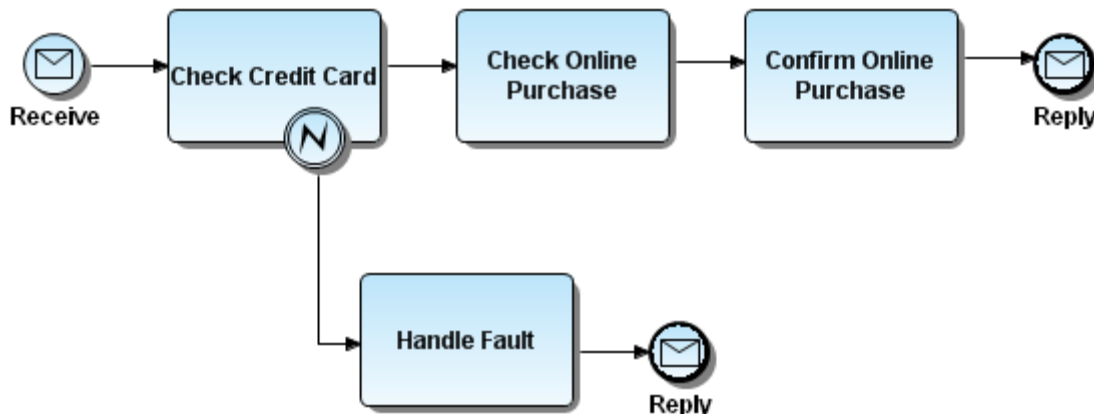 Receive
Check Credit Card
Check Online
Purchase
Confirm Online
Purchase
Reply
Handle Fault
Reply